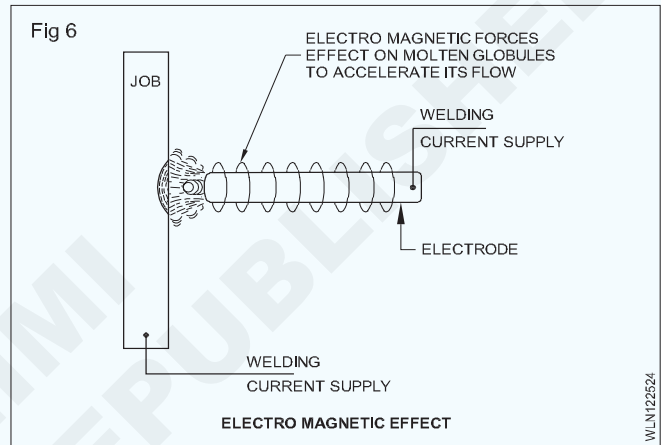 Fig 6
ELECTRO MAGNETIC FORCES
EFFECT ON MOLTEN GLOBULES
TO ACCELERATE ITS FLOW
JOB
WELDING
CURRENT SUPPLY
ELECTRODE
WELDING
CURRENT SUPPLY
ELECTRO MAGNETIC EFFECT
WLN122524